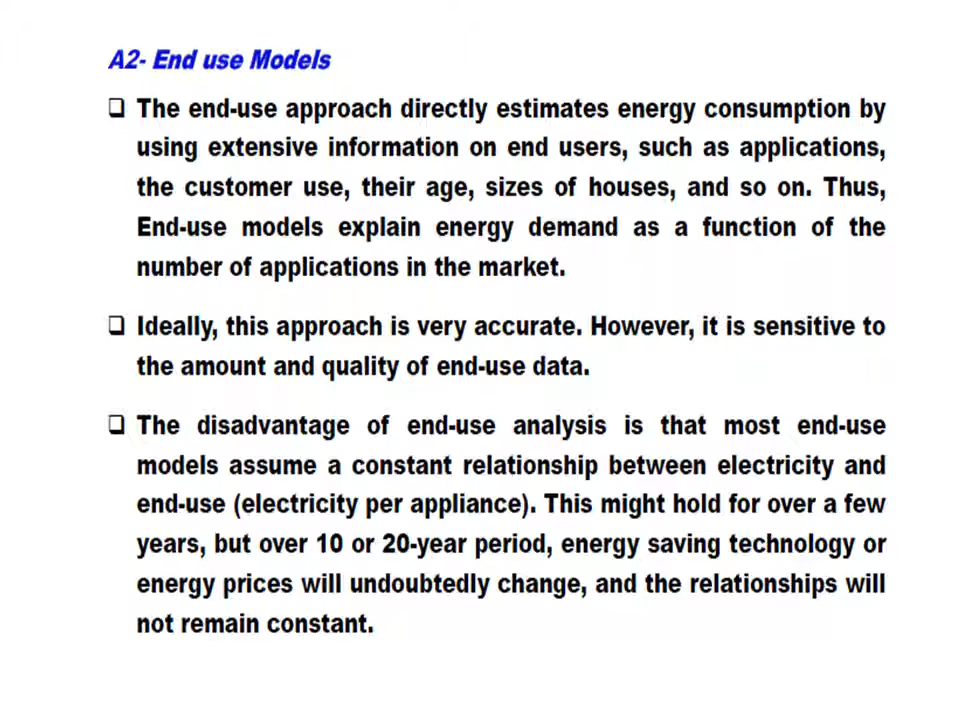 A2- End use Models
❑ The end-use approach directly estimates energy consumption by
using extensive information on end users, such as applications,
the customer use, their age, sizes of houses, and so on. Thus,
End-use models explain energy demand as a function of the
number of applications in the market.
❑ Ideally, this approach is very accurate. However, it is sensitive to
the amount and quality of end-use data.
❑ The disadvantage of end-use analysis is that most end-use
models assume a constant relationship between electricity and
end-use (electricity per appliance). This might hold for over a few
years, but over 10 or 20-year period, energy saving technology or
energy prices will undoubtedly change, and the relationships will
not remain constant.